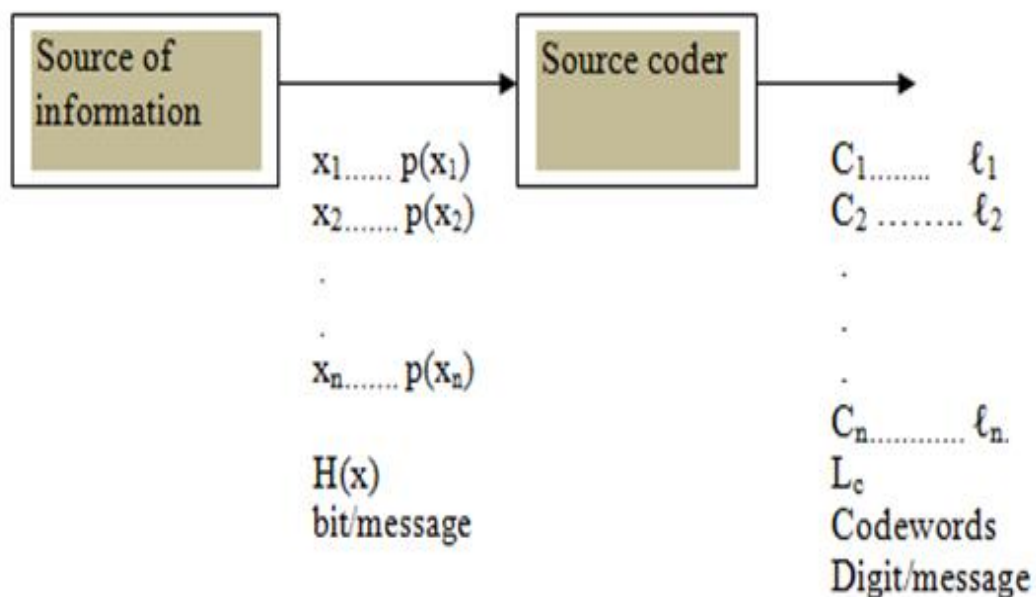 Source of
information
Source coder
x₁...... p(x₁)
x₂....... p(x₂)
.
.
xₙ....... p(xₙ)
H(x)
bit/message
C₁........ ℓ₁
C₂ ........ ℓ₂
.
.
.
Cₙ............ ℓₙ.
L_c
Codewords
Digit/message